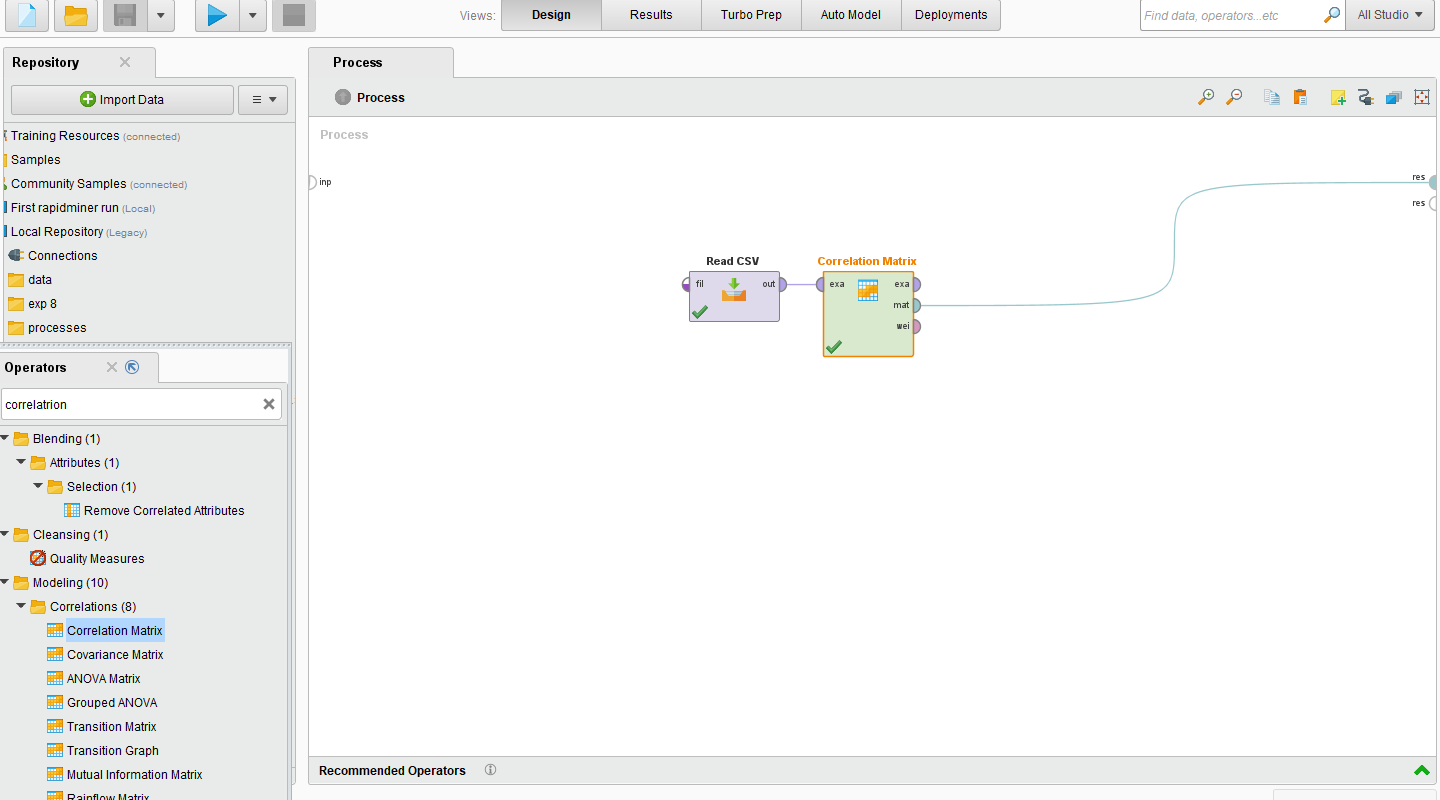 Views:
Design
Results
Turbo Prep
Auto Model
Deployments
Find data, operators...etc
All Studio
Repository
Import Data
Training Resources (connected)
Samples
Community Samples (connected)
First rapidminer run (Local)
Local Repository (Legacy)
Connections
data
exp 8
processes
Operators
correlatrion
Blending (1)
Attributes (1)
Selection (1)
Remove Correlated Attributes
Cleansing (1)
Quality Measures
Modeling (10)
Correlations (8)
Correlation Matrix
Covariance Matrix
ANOVA Matrix
Grouped ANOVA
Transition Matrix
Transition Graph
Mutual Information Matrix
Rainflow Matrix
Process
Process
Process
inp
res
res
Read CSV
fil
out
Correlation Matrix
exa
exa
mat
wei
Recommended Operators